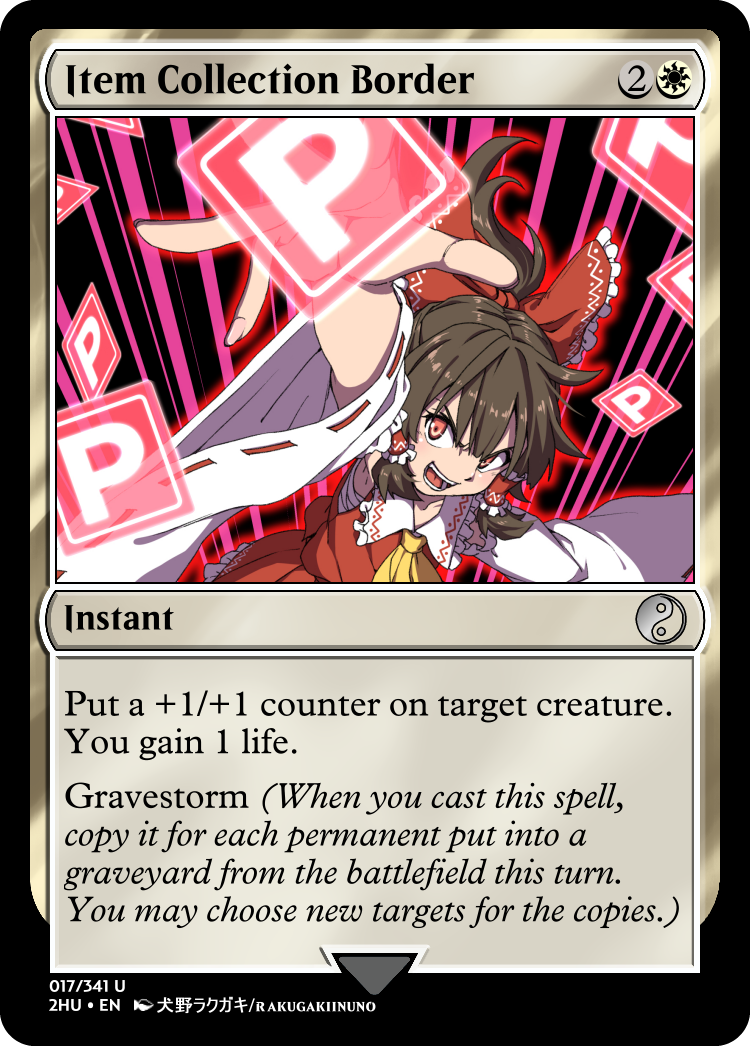 Item Collection Border
2
P
P
P
P
P
P
Instant
Put a +1/+1 counter on target creature.
You gain 1 life.
Gravestorm (When you cast this spell,
copy it for each permanent put into a
graveyard from the battlefield this turn.
You may choose new targets for the copies.)
017/341 U
2HU • EN 犬野ラクガキ/RAKUGAKIINUNO